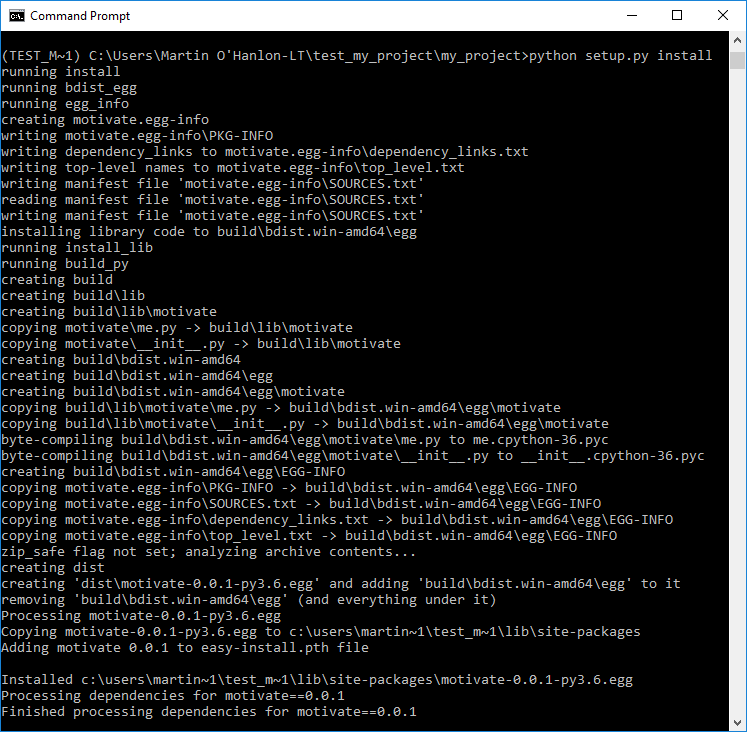 Command Prompt
(TEST_M~1) C:\Users\Martin O'Hanlon-LT\test_my_project\my_project>python setup.py install
running install
running bdist_egg
running egg_info
creating motivate.egg-info
writing motivate.egg-info\PKG-INFO
writing dependency_links to motivate.egg-info\dependency_links.txt
writing top-level names to motivate.egg-info\top_level.txt
writing manifest file 'motivate.egg-info\SOURCES.txt'
reading manifest file 'motivate.egg-info\SOURCES.txt'
writing manifest file 'motivate.egg-info\SOURCES.txt'
installing library code to build\bdist.win-amd64\egg
running install_lib
running build_py
creating build
creating build\lib
creating build\lib\motivate
copying motivate\me.py -> build\lib\motivate
copying motivate\__init__.py -> build\lib\motivate
creating build\bdist.win-amd64
creating build\bdist.win-amd64\egg
creating build\bdist.win-amd64\egg\motivate
copying build\lib\motivate\me.py -> build\bdist.win-amd64\egg\motivate
copying build\lib\motivate\__init__.py -> build\bdist.win-amd64\egg\motivate
byte-compiling build\bdist.win-amd64\egg\motivate\me.py to me.cpython-36.pyc
byte-compiling build\bdist.win-amd64\egg\motivate\__init__.py to __init__.cpython-36.pyc
creating build\bdist.win-amd64\egg\EGG-INFO
copying motivate.egg-info\PKG-INFO -> build\bdist.win-amd64\egg\EGG-INFO
copying motivate.egg-info\SOURCES.txt -> build\bdist.win-amd64\egg\EGG-INFO
copying motivate.egg-info\dependency_links.txt -> build\bdist.win-amd64\egg\EGG-INFO
copying motivate.egg-info\top_level.txt -> build\bdist.win-amd64\egg\EGG-INFO
zip_safe flag not set; analyzing archive contents...
creating dist
creating 'dist\motivate-0.0.1-py3.6.egg' and adding 'build\bdist.win-amd64\egg' to it
removing 'build\bdist.win-amd64\egg' (and everything under it)
Processing motivate-0.0.1-py3.6.egg
Copying motivate-0.0.1-py3.6.egg to c:\users\martin~1\test_m~1\lib\site-packages
Adding motivate 0.0.1 to easy-install.pth file
Installed c:\users\martin~1\test_m~1\lib\site-packages\motivate-0.0.1-py3.6.egg
Processing dependencies for motivate==0.0.1
Finished processing dependencies for motivate==0.0.1